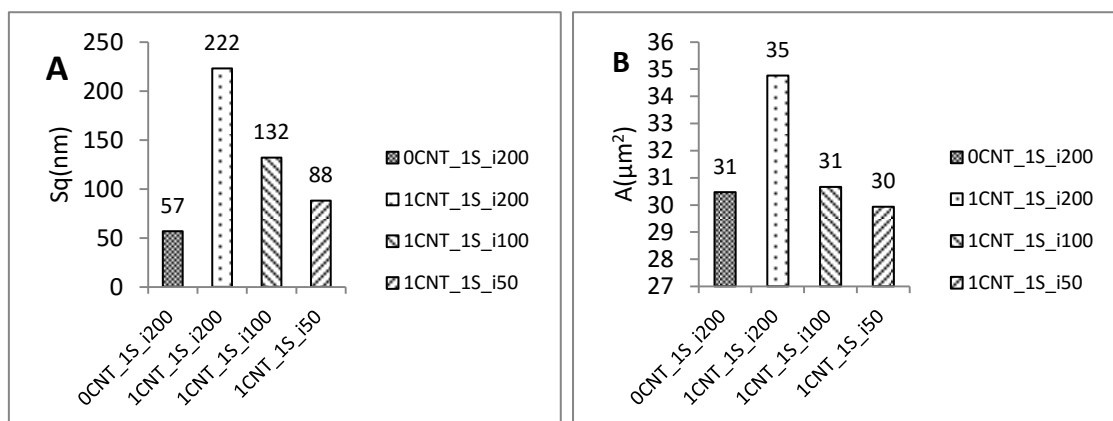 A
Sq(nm)
250
200
150
100
50
0
57
222
132
88
0CNT_1S_i200
1CNT_1S_i200
1CNT_1S_i100
1CNT_1S_i50
0CNT_1S_i200
1CNT_1S_i200
1CNT_1S_i100
1CNT_1S_i50
B
A(μm²)
36
35
34
33
32
31
30
29
28
27
31
35
31
30
0CNT_1S_i200
1CNT_1S_i200
1CNT_1S_i100
1CNT_1S_i50
0CNT_1S_i200
1CNT_1S_i200
1CNT_1S_i100
1CNT_1S_i50